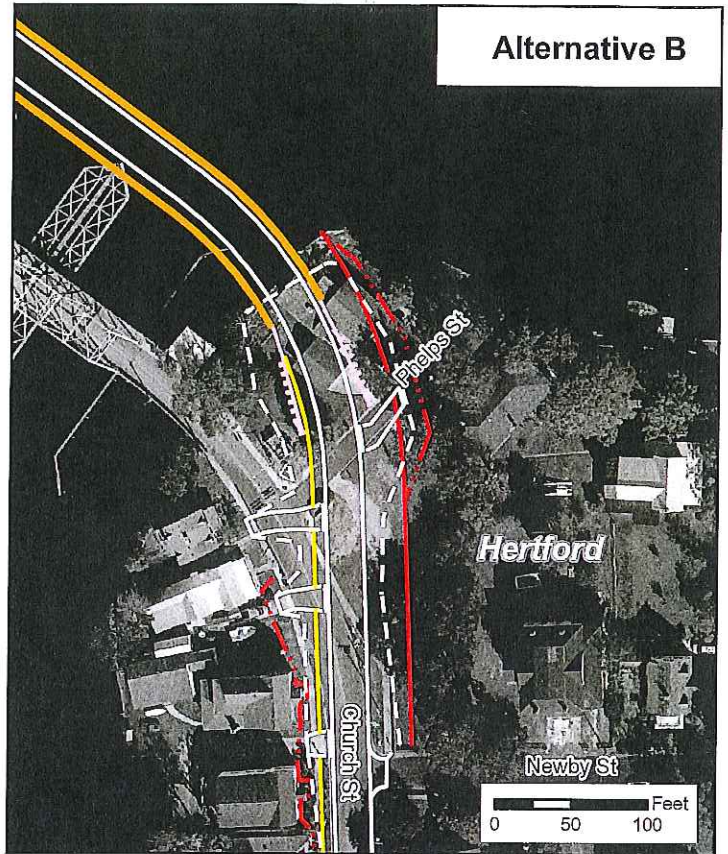 Alternative B
Phelps St
Hertford
Church St
Newby St
Feet
0 50 100